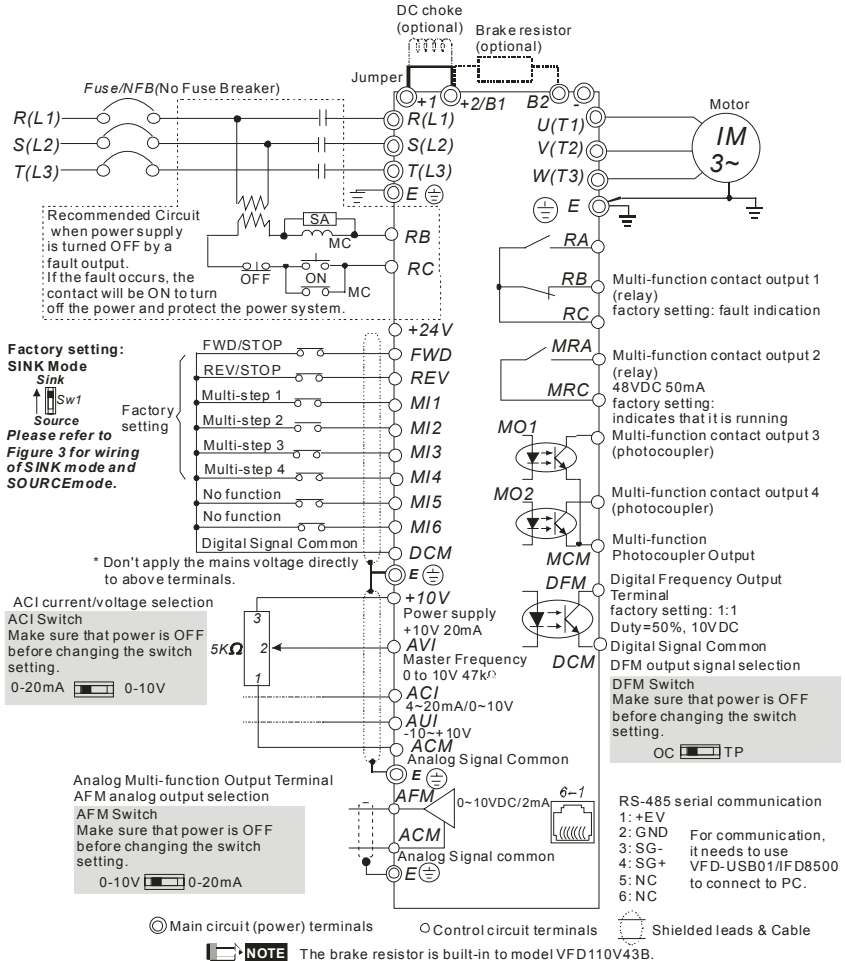 DC choke
(optional)
Brake resistor
(optional)
Jumper
Fuse/NFB(No Fuse Breaker)
+1
+2/B1
B2
-
Motor
R(L1)
R(L1)
U(T1)
IM
3~
S(L2)
S(L2)
V(T2)
T(L3)
T(L3)
W(T3)
E
E
Recommended Circuit
when power supply
is turned OFF by a
fault output.
If the fault occurs, the
contact will be ON to turn
off the power and protect the power system.
SA
MC
RB
OFF
ON
MC
RC
RA
RB
RC
Multi-function contact output 1
(relay)
factory setting: fault indication
+24V
Factory setting:
SINK Mode
Sink
Sw1
Source
Please refer to
Figure 3 for wiring
of SINK mode and
SOURCEmode.
Factory
setting
FWD/STOP
FWD
REV/STOP
REV
Multi-step 1
MI1
Multi-step 2
MI2
Multi-step 3
MI3
Multi-step 4
MI4
No function
MI5
No function
MI6
Digital Signal Common
DCM
* Don't apply the mains voltage directly
to above terminals.
E
MRA
MRC
Multi-function contact output 2
(relay)
48VDC 50mA
factory setting:
indicates that it is running
MO1
Multi-function contact output 3
(photocoupler)
MO2
Multi-function contact output 4
(photocoupler)
MCM
Multi-function
Photocoupler Output
DFM
Digital Frequency Output
Terminal
factory setting: 1:1
Duty=50%, 10VDC
DCM
Digital Signal Common
DFM output signal selection
DFM Switch
Make sure that power is OFF
before changing the switch
setting.
OC
TP
ACI current/voltage selection
ACI Switch
Make sure that power is OFF
before changing the switch
setting.
0-20mA
0-10V
5KΩ
3
2
1
+10V
Power supply
+10V 20mA
AVI
Master Frequency
0 to 10V 47kΩ
ACI
4~20mA/0~10V
AUI
-10~+10V
ACM
Analog Signal Common
E
Analog Multi-function Output Terminal
AFM analog output selection
AFM Switch
Make sure that power is OFF
before changing the switch
setting.
0-10V
0-20mA
AFM
0~10VDC/2mA
ACM
Analog Signal common
E
6←1
RS-485 serial communication
1: +EV
2: GND
3: SG-
4: SG+
5: NC
6: NC
For communication,
it needs to use
VFD-USB01/IFD8500
to connect to PC.
Main circuit (power) terminals
Control circuit terminals
Shielded leads & Cable
NOTE The brake resistor is built-in to model VFD110V43B.